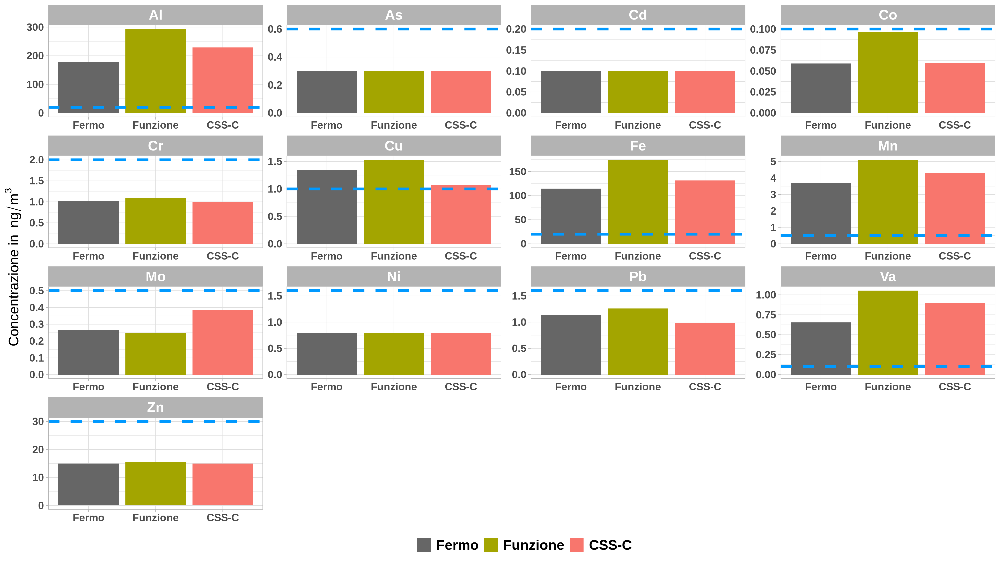 Concentrazione in ng/m³
Al
300
200
100
0
Fermo Funzione CSS-C
As
0.6
0.4
0.2
0.0
Fermo Funzione CSS-C
Cd
0.20
0.15
0.10
0.05
0.00
Fermo Funzione CSS-C
Co
0.100
0.075
0.050
0.025
0.000
Fermo Funzione CSS-C
Cr
2.0
1.5
1.0
0.5
0.0
Fermo Funzione CSS-C
Cu
1.5
1.0
0.5
0.0
Fermo Funzione CSS-C
Fe
150
100
50
0
Fermo Funzione CSS-C
Mn
5
4
3
2
1
0
Fermo Funzione CSS-C
Mo
0.5
0.4
0.3
0.2
0.1
0.0
Fermo Funzione CSS-C
Ni
1.5
1.0
0.5
0.0
Fermo Funzione CSS-C
Pb
1.5
1.0
0.5
0.0
Fermo Funzione CSS-C
Va
1.00
0.75
0.50
0.25
0.00
Fermo Funzione CSS-C
Zn
30
20
10
0
Fermo Funzione CSS-C
Fermo Funzione CSS-C